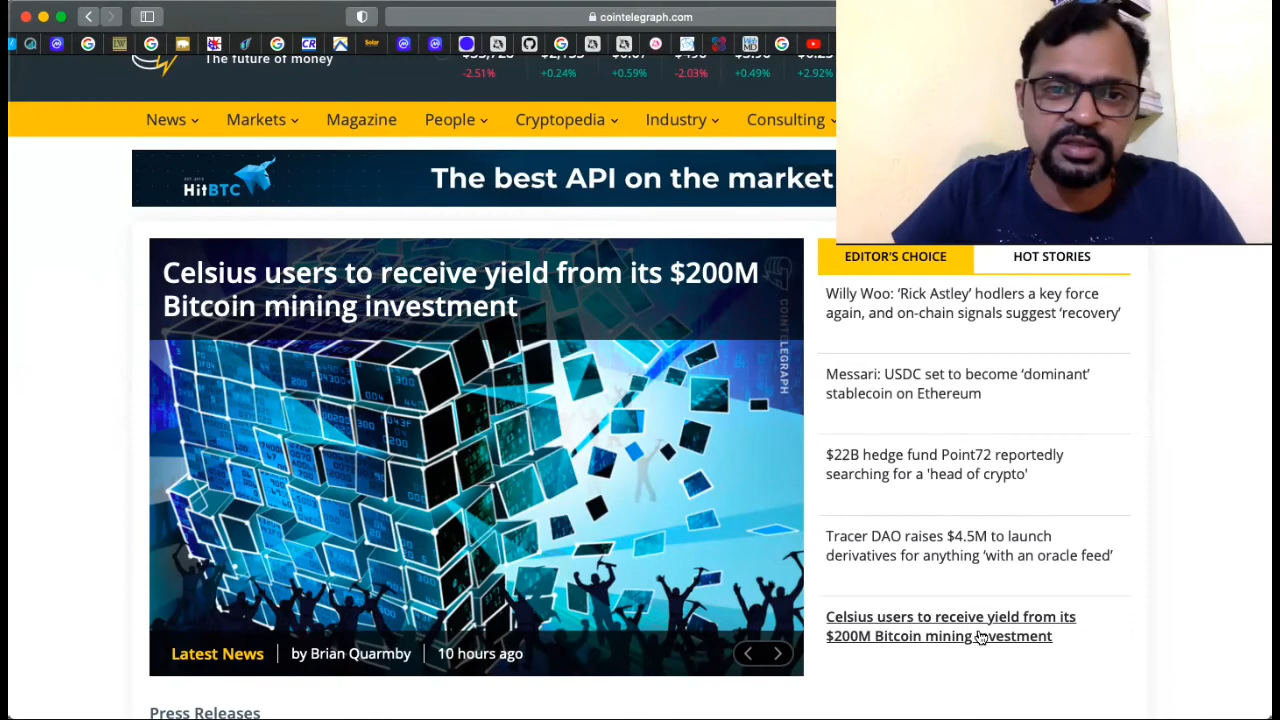 cointelegraph.com
The future of money
-2.51%
+0.24%
+0.59%
-2.03%
+0.49%
+2.92%
News
Markets
Magazine
People
Cryptopedia
Industry
Consulting
HitBTC
The best API on the market
Celsius users to receive yield from its $200M
Bitcoin mining investment
COINTELEGRAPH
Latest News
by Brian Quarmby
10 hours ago
EDITOR'S CHOICE
HOT STORIES
Willy Woo: ‘Rick Astley’ hodlers a key force
again, and on-chain signals suggest ‘recovery’
Messari: USDC set to become ‘dominant’
stablecoin on Ethereum
$22B hedge fund Point72 reportedly
searching for a 'head of crypto'
Tracer DAO raises $4.5M to launch
derivatives for anything ‘with an oracle feed’
Celsius users to receive yield from its
$200M Bitcoin mining investment
Press Releases